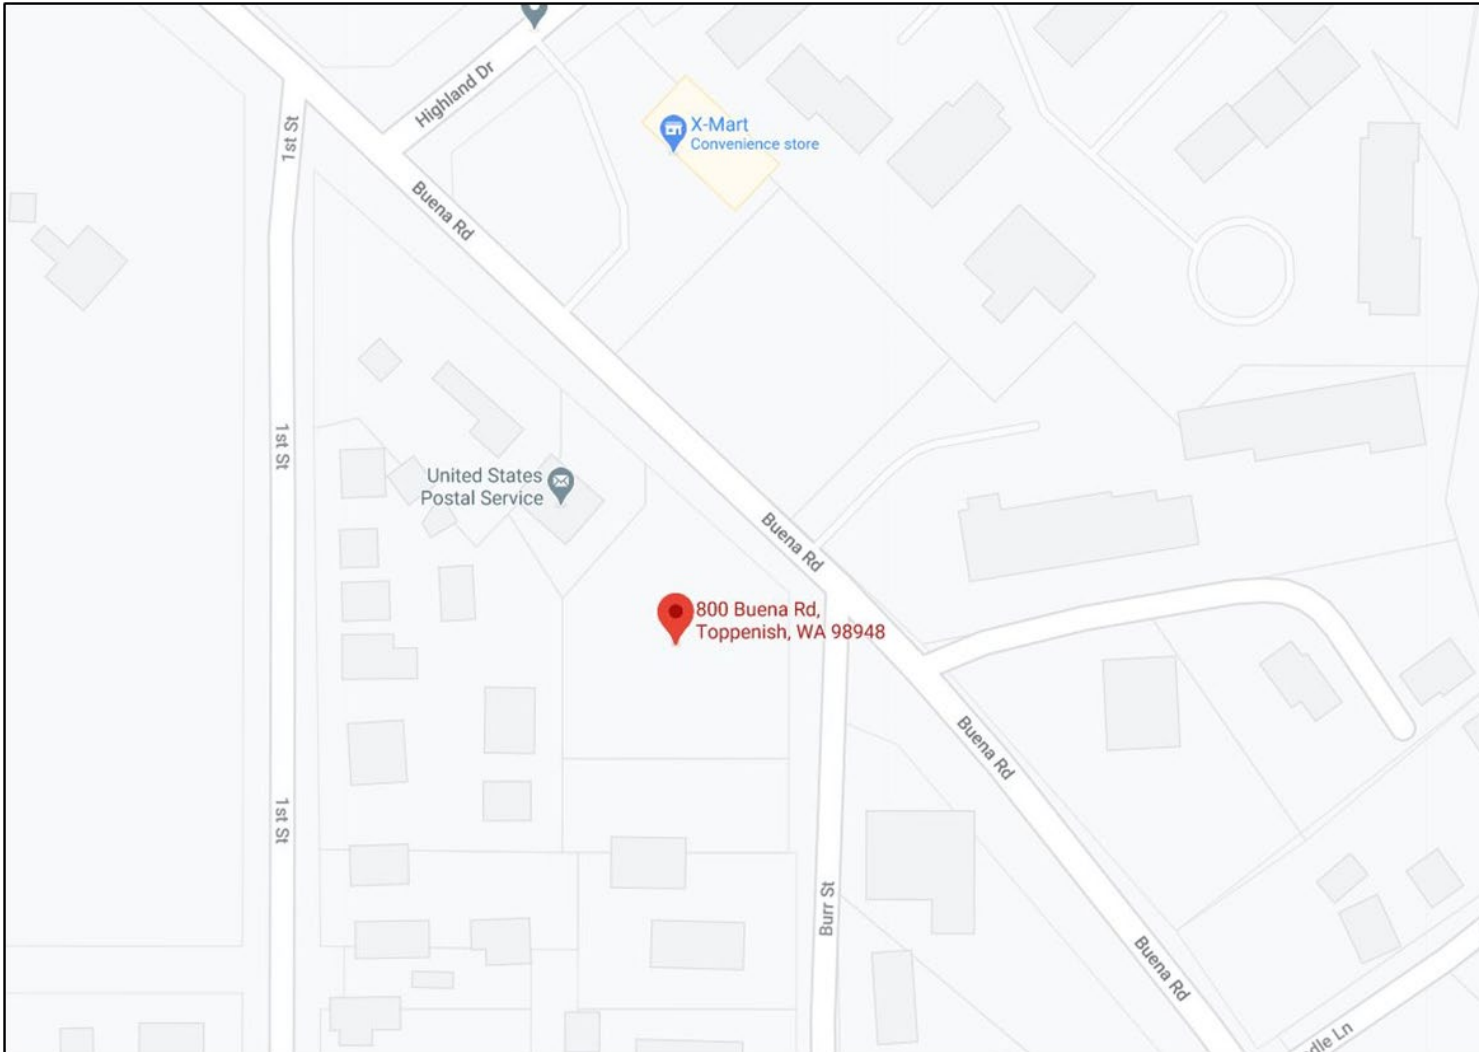 Highland Dr
1st St
X-Mart
Convenience store
Buena Rd
1st St
United States
Postal Service
Buena Rd
800 Buena Rd,
Toppenish, WA 98948
Buena Rd
1st St
Burr St
Buena Rd